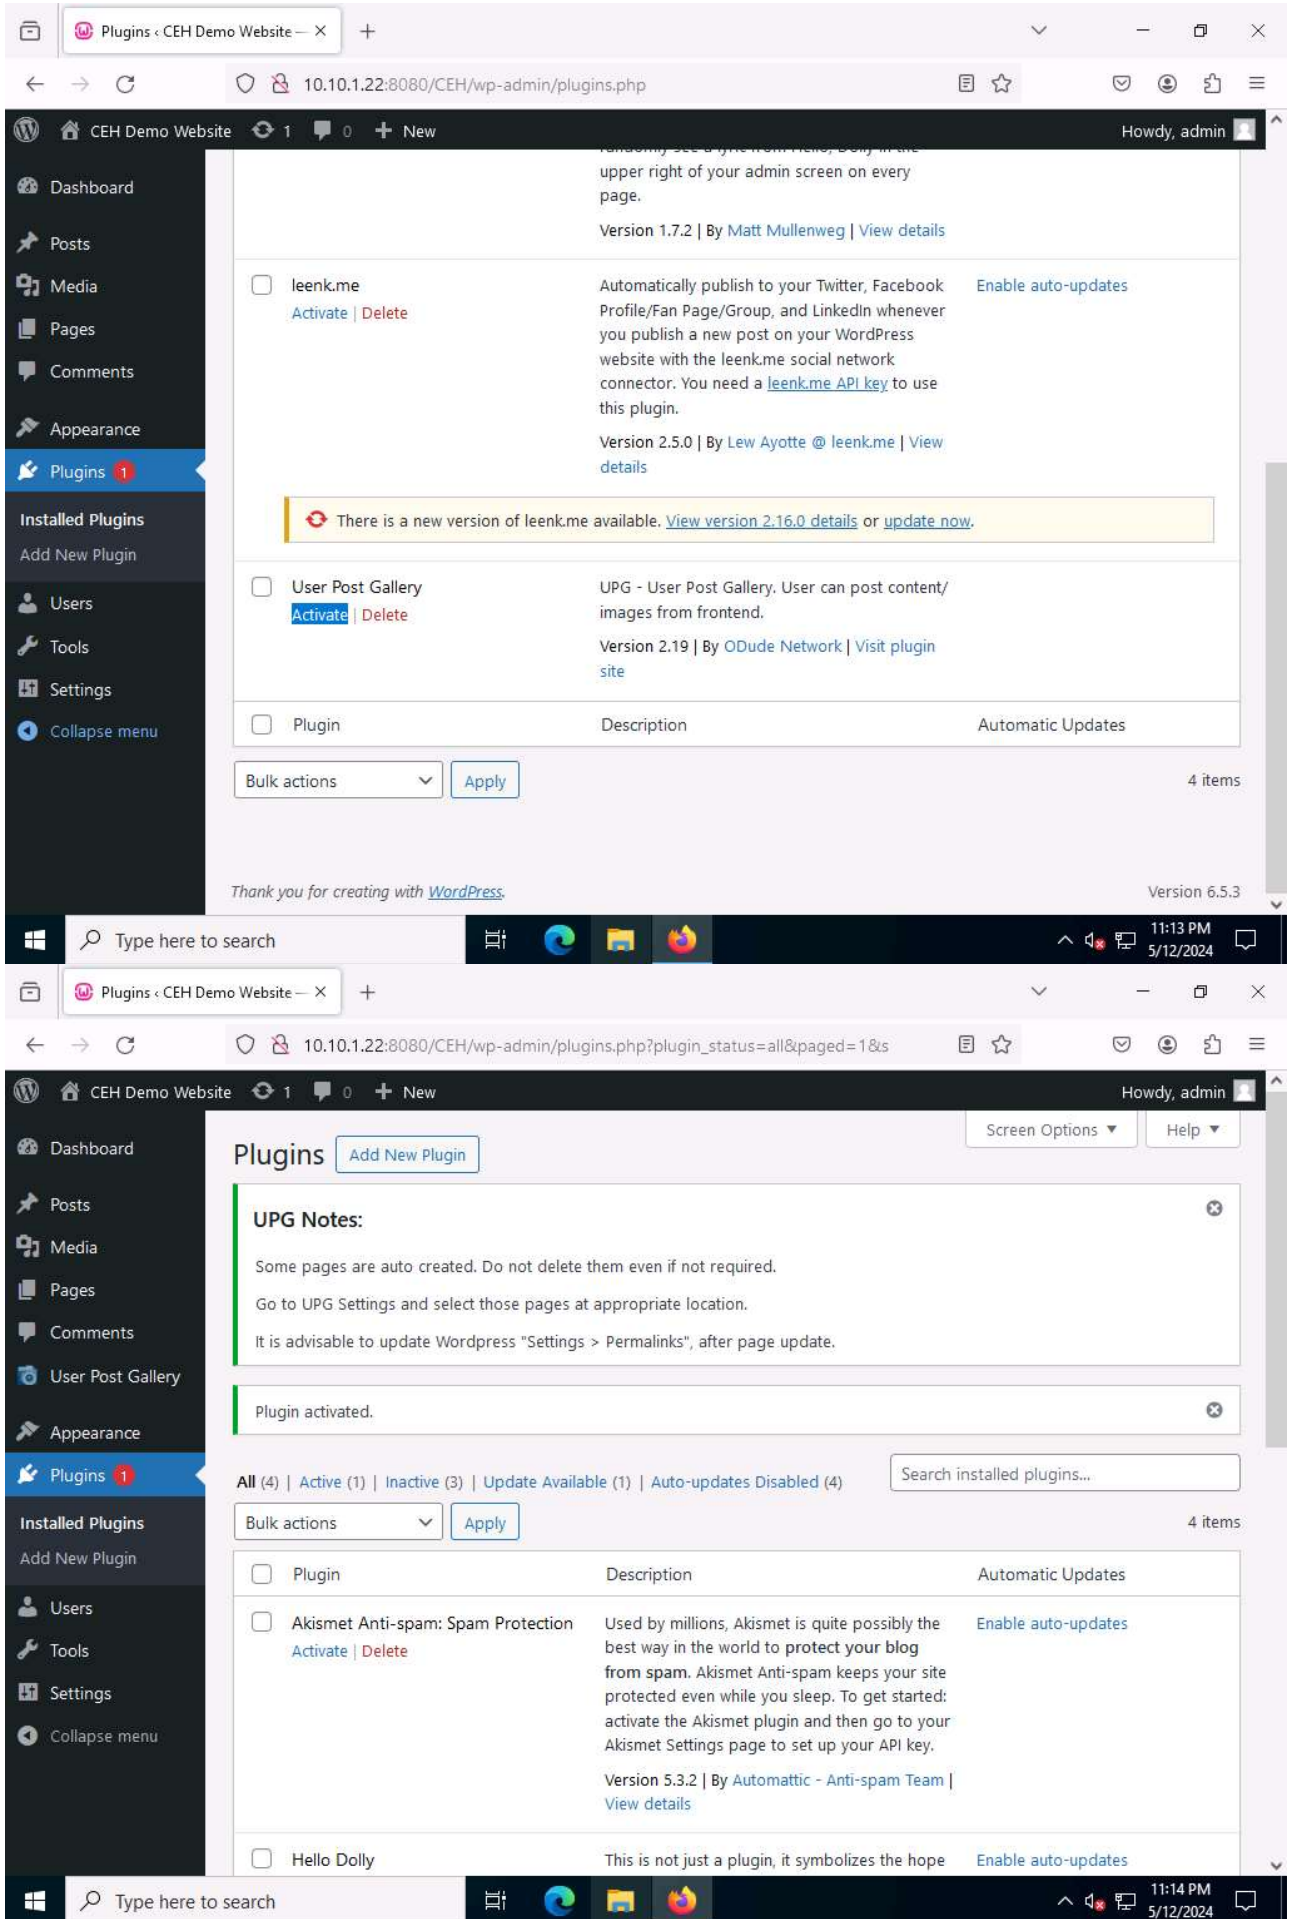 Plugins ‹ CEH Demo Website —
10.10.1.22:8080/CEH/wp-admin/plugins.php
CEH Demo Website 1 0 + New
Howdy, admin
Dashboard
Posts
Media
Pages
Comments
Appearance
Plugins 1
Installed Plugins
Add New Plugin
Users
Tools
Settings
Collapse menu
upper right of your admin screen on every
page.
Version 1.7.2 | By Matt Mullenweg | View details
leenk.me
Activate | Delete
Automatically publish to your Twitter, Facebook
Profile/Fan Page/Group, and LinkedIn whenever
you publish a new post on your WordPress
website with the leenk.me social network
connector. You need a leenk.me API key to use
this plugin.
Version 2.5.0 | By Lew Ayotte @ leenk.me | View
details
Enable auto-updates
There is a new version of leenk.me available. View version 2.16.0 details or update now.
User Post Gallery
Activate | Delete
UPG - User Post Gallery. User can post content/
images from frontend.
Version 2.19 | By ODude Network | Visit plugin
site
Plugin Description Automatic Updates
Bulk actions Apply 4 items
Thank you for creating with WordPress. Version 6.5.3
Type here to search
11:13 PM
5/12/2024
Plugins ‹ CEH Demo Website —
10.10.1.22:8080/CEH/wp-admin/plugins.php?plugin_status=all&paged=1&s
CEH Demo Website 1 0 + New
Howdy, admin
Dashboard
Posts
Media
Pages
Comments
User Post Gallery
Appearance
Plugins 1
Installed Plugins
Add New Plugin
Users
Tools
Settings
Collapse menu
Screen Options ▼ Help ▼
Plugins Add New Plugin
UPG Notes:
Some pages are auto created. Do not delete them even if not required.
Go to UPG Settings and select those pages at appropriate location.
It is advisable to update Wordpress "Settings > Permalinks", after page update.
Plugin activated.
All (4) | Active (1) | Inactive (3) | Update Available (1) | Auto-updates Disabled (4)
Search installed plugins...
Bulk actions Apply 4 items
Plugin Description Automatic Updates
Akismet Anti-spam: Spam Protection
Activate | Delete
Used by millions, Akismet is quite possibly the
best way in the world to protect your blog
from spam. Akismet Anti-spam keeps your site
protected even while you sleep. To get started:
activate the Akismet plugin and then go to your
Akismet Settings page to set up your API key.
Version 5.3.2 | By Automattic - Anti-spam Team |
View details
Enable auto-updates
Hello Dolly
This is not just a plugin, it symbolizes the hope
Enable auto-updates
Type here to search
11:14 PM
5/12/2024